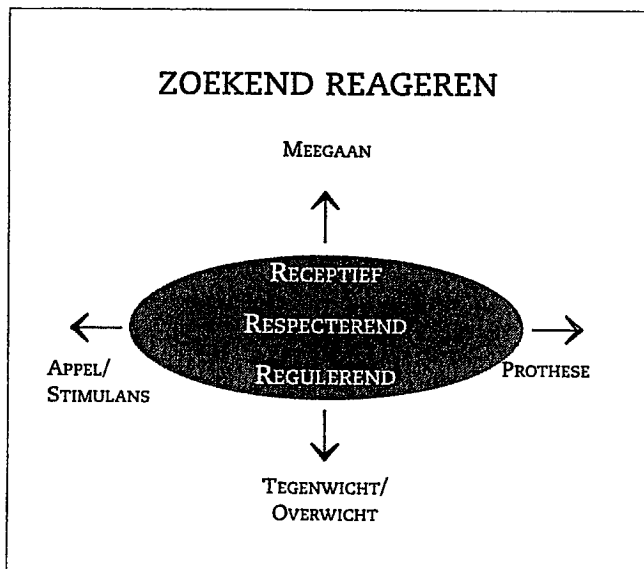 ZOEKEND REAGEREN
MEEGAAN
RECEPTIEF
RESPECTEREND
REGULEREND
APPEL/
STIMULANS
PROTHESE
TEGENWICHT/
OVERWICHT